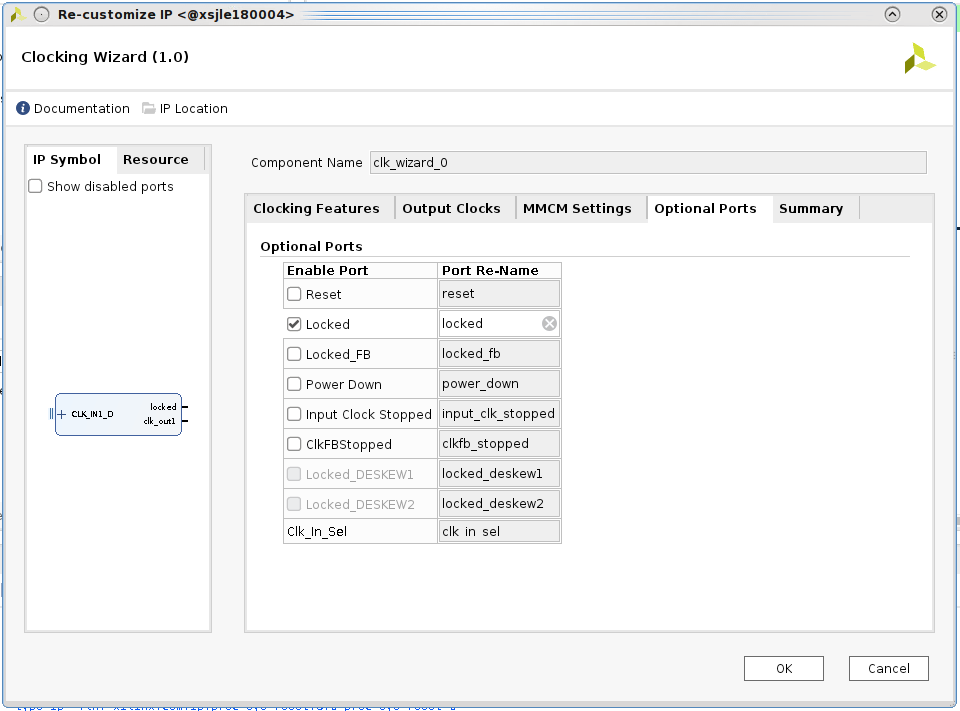 Re-customize IP <@xsjle180004>
Clocking Wizard (1.0)
Documentation IP Location
IP Symbol Resource
Show disabled ports
CLK_IN1_D
locked
clk_out1
Component Name clk_wizard_0
Clocking Features Output Clocks MMCM Settings Optional Ports Summary
Optional Ports
Enable Port Port Re-Name
Reset reset
Locked locked
Locked_FB locked_fb
Power Down power_down
Input Clock Stopped input_clk_stopped
ClkFBStopped clkfb_stopped
Locked_DESKEW1 locked_deskew1
Locked_DESKEW2 locked_deskew2
Clk_In_Sel clk in sel
OK Cancel